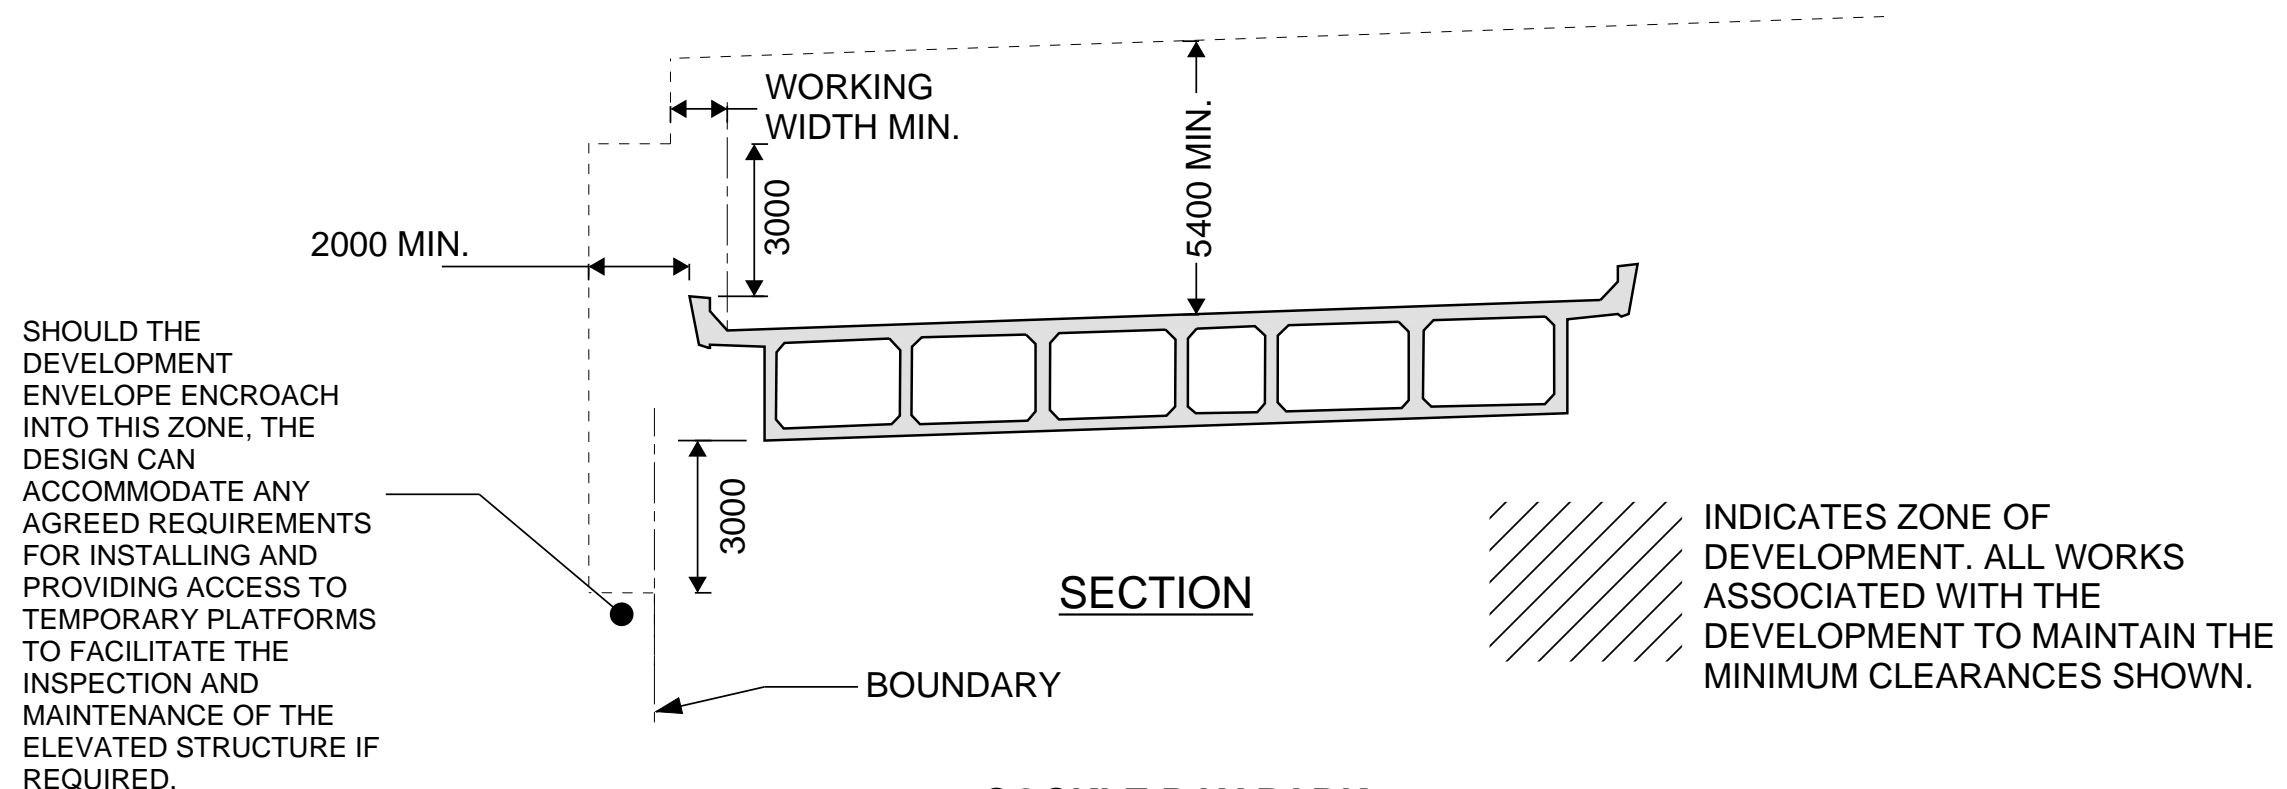 WORKING
WIDTH MIN.
5400 MIN.
3000
2000 MIN.
SHOULD THE
DEVELOPMENT
ENVELOPE ENCROACH
INTO THIS ZONE, THE
DESIGN CAN
ACCOMMODATE ANY
AGREED REQUIREMENTS
FOR INSTALLING AND
PROVIDING ACCESS TO
TEMPORARY PLATFORMS
TO FACILITATE THE
INSPECTION AND
MAINTENANCE OF THE
ELEVATED STRUCTURE IF
REQUIRED.
3000
SECTION
BOUNDARY
INDICATES ZONE OF
DEVELOPMENT. ALL WORKS
ASSOCIATED WITH THE
DEVELOPMENT TO MAINTAIN THE
MINIMUM CLEARANCES SHOWN.